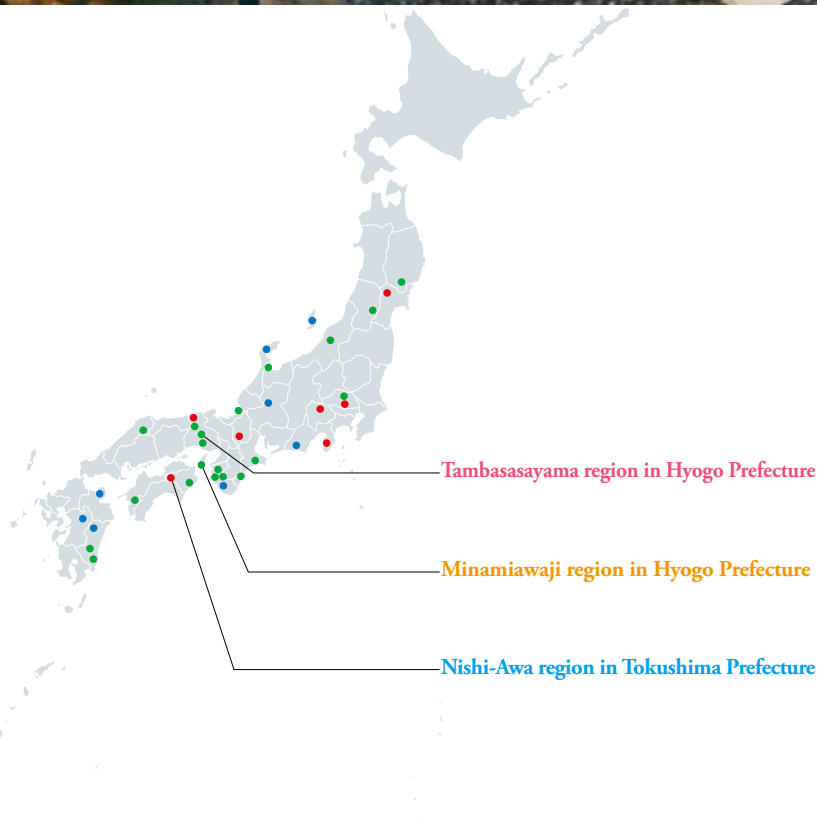 Tambasasayama region in Hyogo Prefecture
Minamiawaji region in Hyogo Prefecture
Nishi-Awa region in Tokushima Prefecture